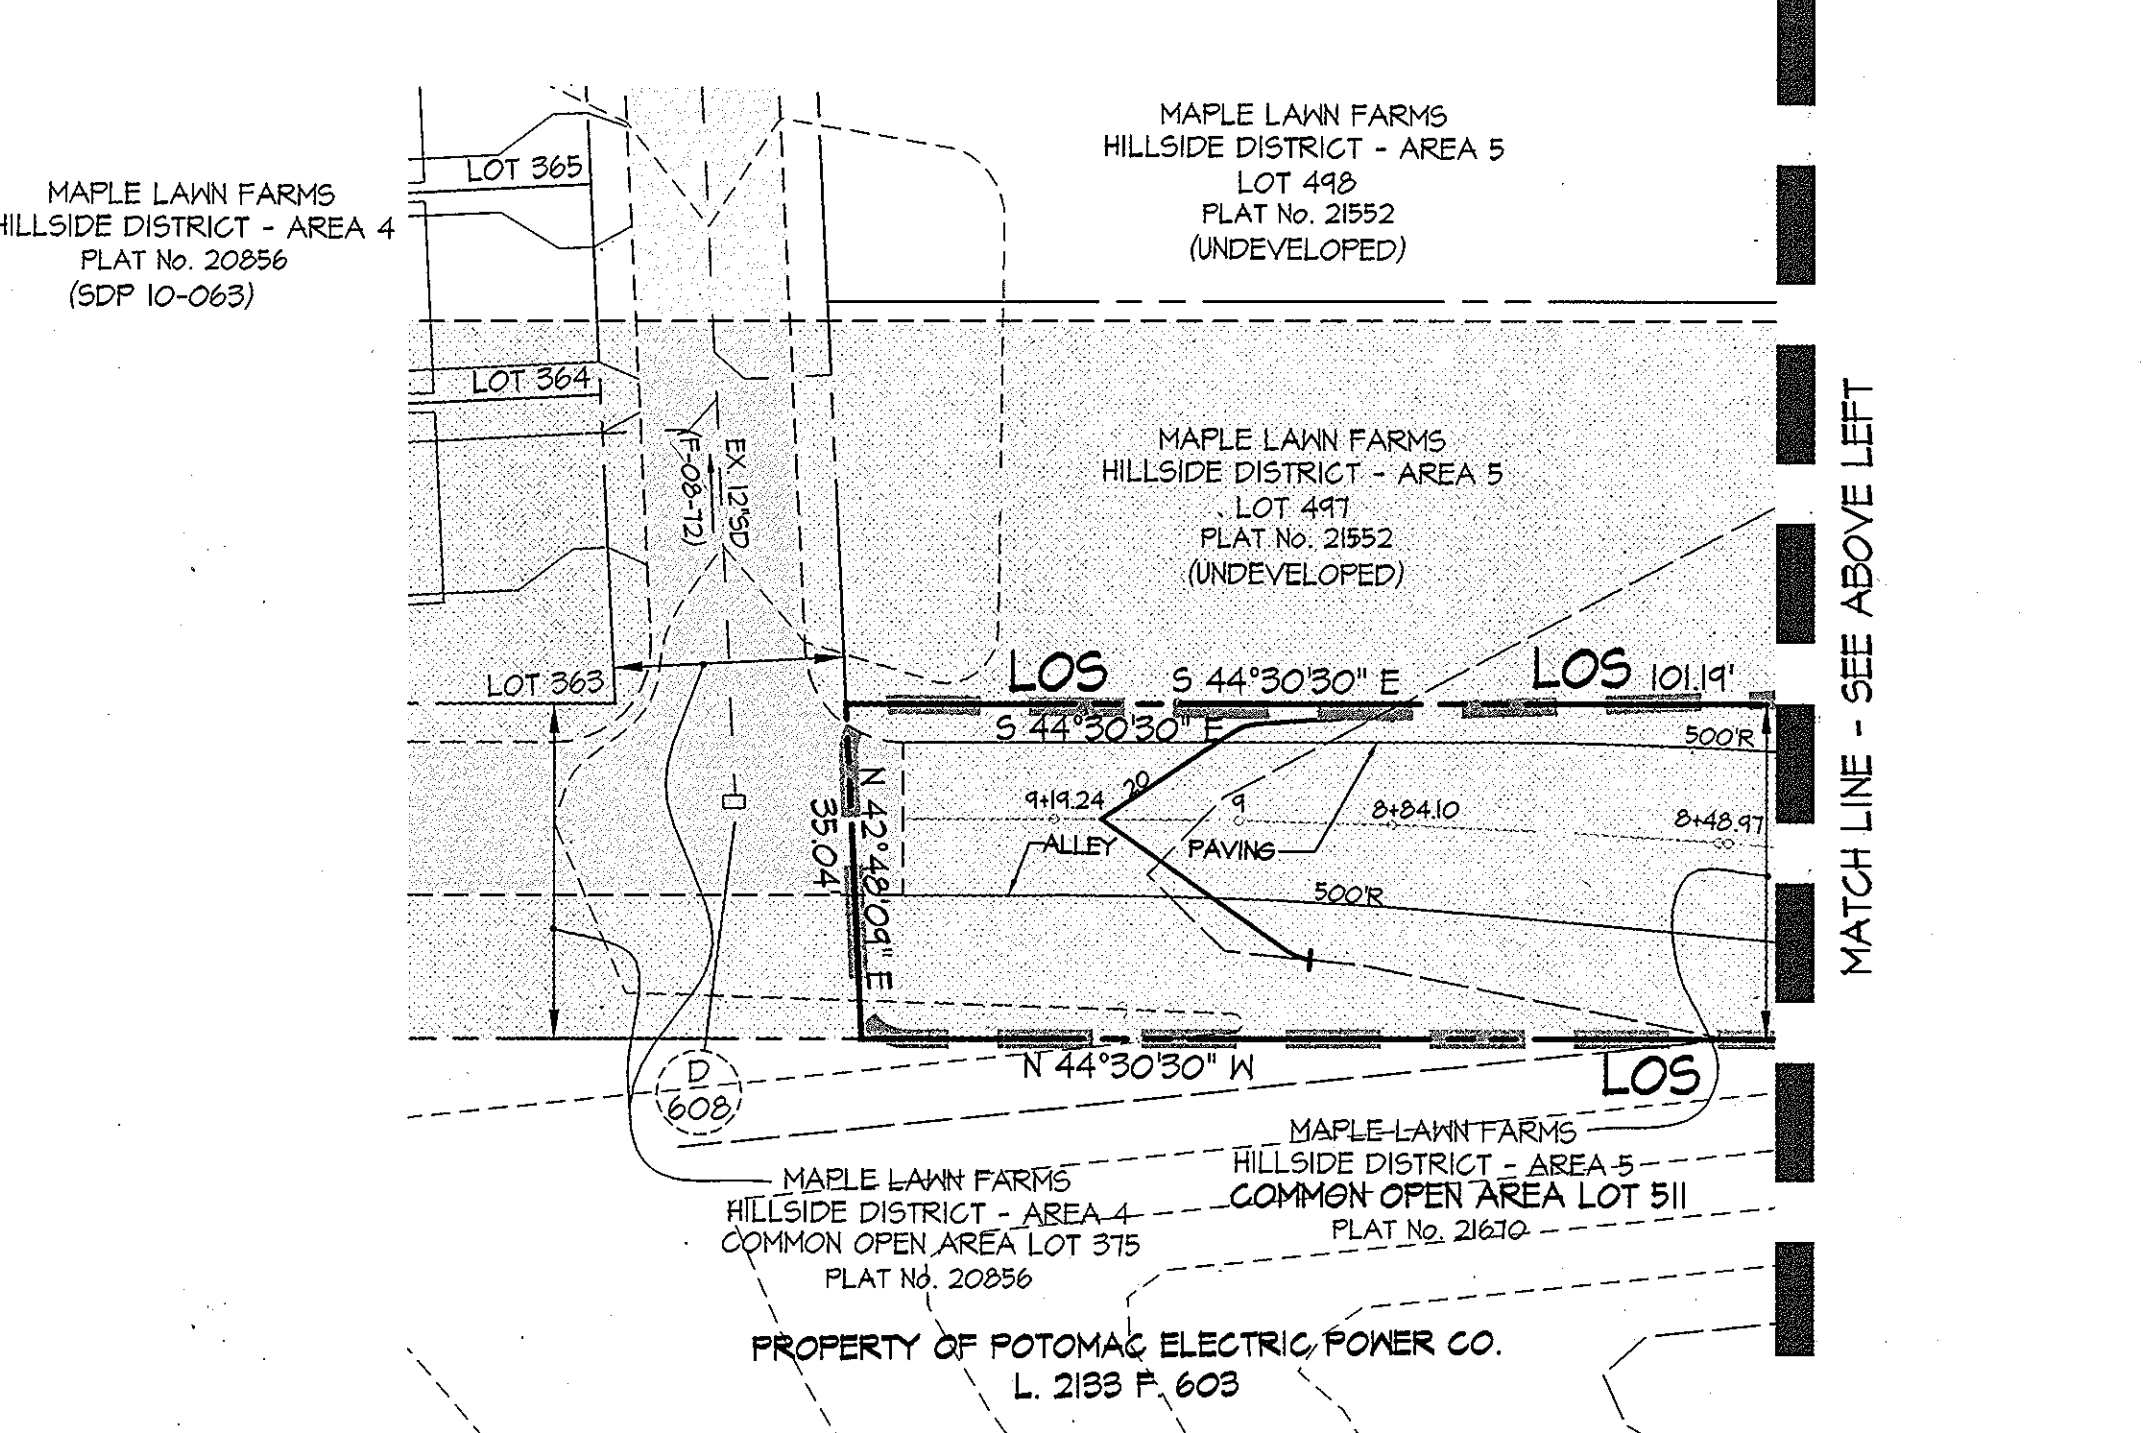 MAPLE LAWN FARMS
HILLSIDE DISTRICT - AREA 5
LOT 498
PLAT No. 21552
(UNDEVELOPED)
LOT 365
MAPLE LAWN FARMS
HILLSIDE DISTRICT - AREA 4
PLAT No. 20856
(SDP 10-063)
LOT 364
EX 12"SD
(F-08-72)
MAPLE LAWN FARMS
HILLSIDE DISTRICT - AREA 5
LOT 497
PLAT No. 21552
(UNDEVELOPED)
MATCH LINE - SEE ABOVE LEFT
LOT 363
LOS
S 44°30'30" E
LOS
101.19'
S 44°30'30" E
500'R
N 42°48'09" E
35.04'
20
9+19.24
9
8+84.10
8+48.97
ALLEY
PAVING
500'R
N 44°30'30" W
LOS
D
608
MAPLE LAWN FARMS
HILLSIDE DISTRICT - AREA 5
COMMON OPEN AREA LOT 511
PLAT No. 21670
MAPLE LAWN FARMS
HILLSIDE DISTRICT - AREA 4
COMMON OPEN AREA LOT 375
PLAT No. 20856
PROPERTY OF POTOMAC ELECTRIC POWER CO.
L. 2133 F. 603